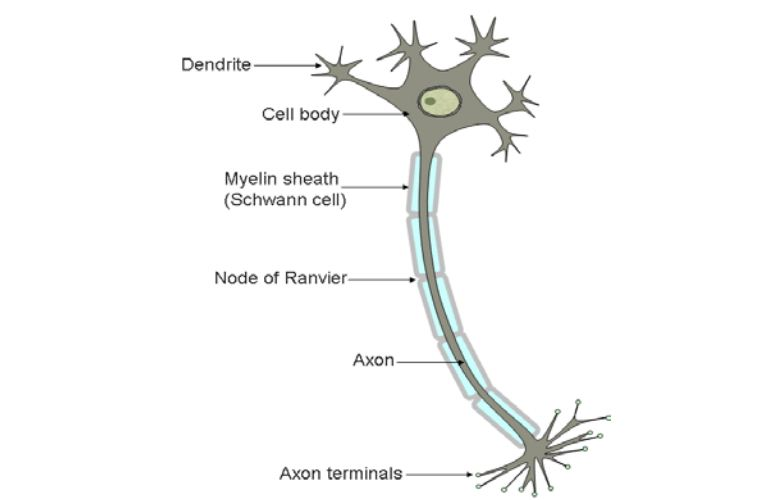 Dendrite
Cell body
Myelin sheath
(Schwann cell)
Node of Ranvier
Axon
Axon terminals